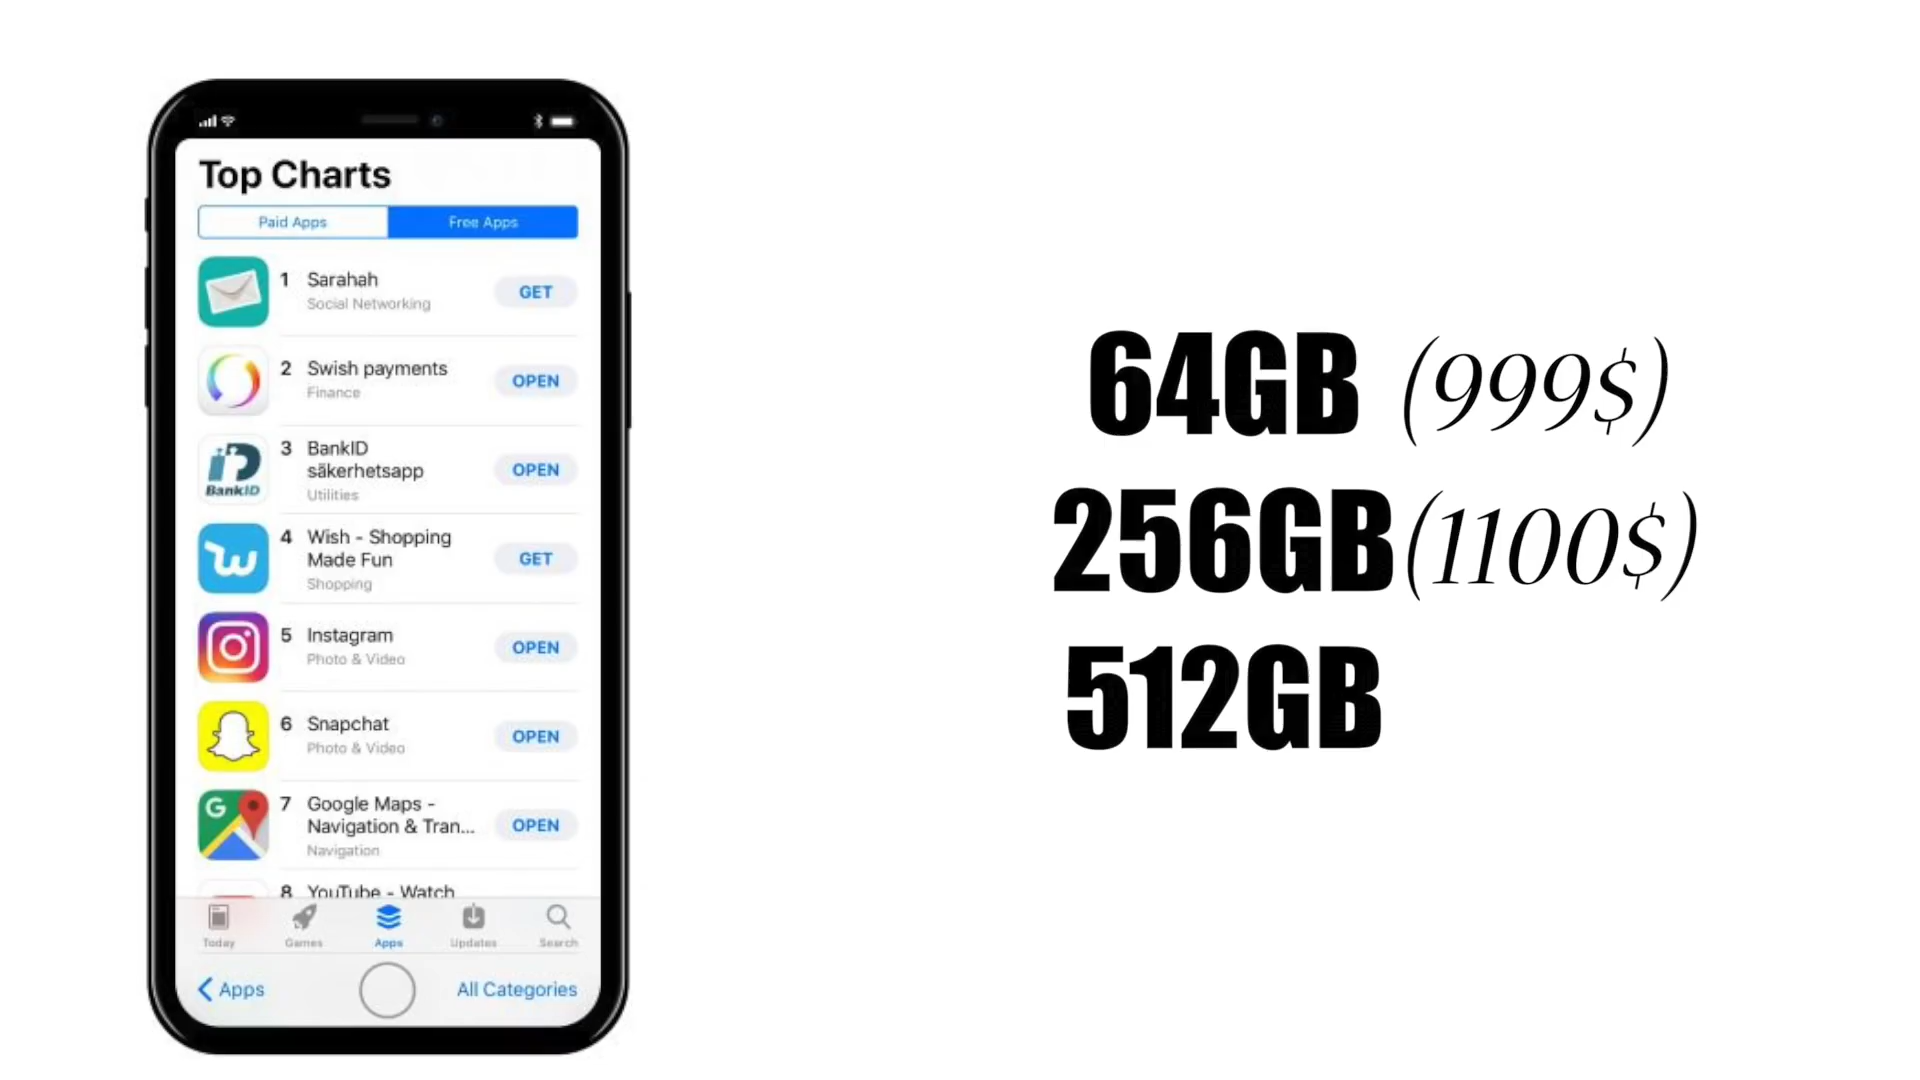 Top Charts
Paid Apps
Free Apps
1 Sarahah
Social Networking
GET
2 Swish payments
Finance
OPEN
BankID
3 BankID
säkerhetsapp
Utilities
OPEN
4 Wish - Shopping
Made Fun
Shopping
GET
5 Instagram
Photo & Video
OPEN
6 Snapchat
Photo & Video
OPEN
G
7 Google Maps -
Navigation & Tran...
Navigation
OPEN
8 YouTube - Watch
Today
Games
Apps
Updates
Search
Apps
All Categories
64GB (999$)
256GB (1100$)
512GB